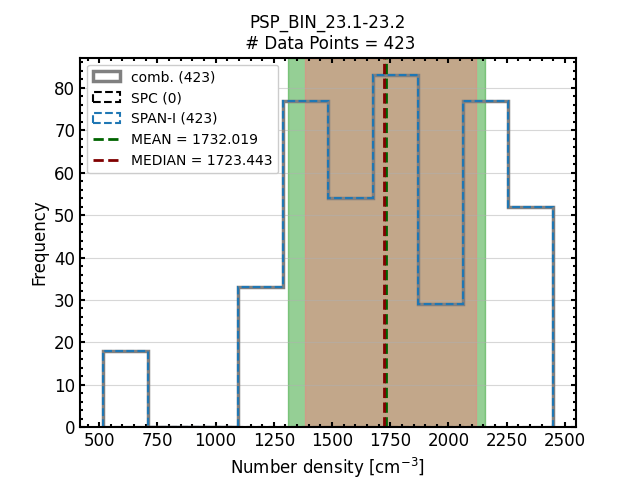 PSP_BIN_23.1-23.2
# Data Points = 423
comb. (423)
SPC (0)
SPAN-I (423)
MEAN = 1732.019
MEDIAN = 1723.443
Frequency
80
70
60
50
40
30
20
10
0
500 750 1000 1250 1500 1750 2000 2250 2500
Number density [cm⁻³]